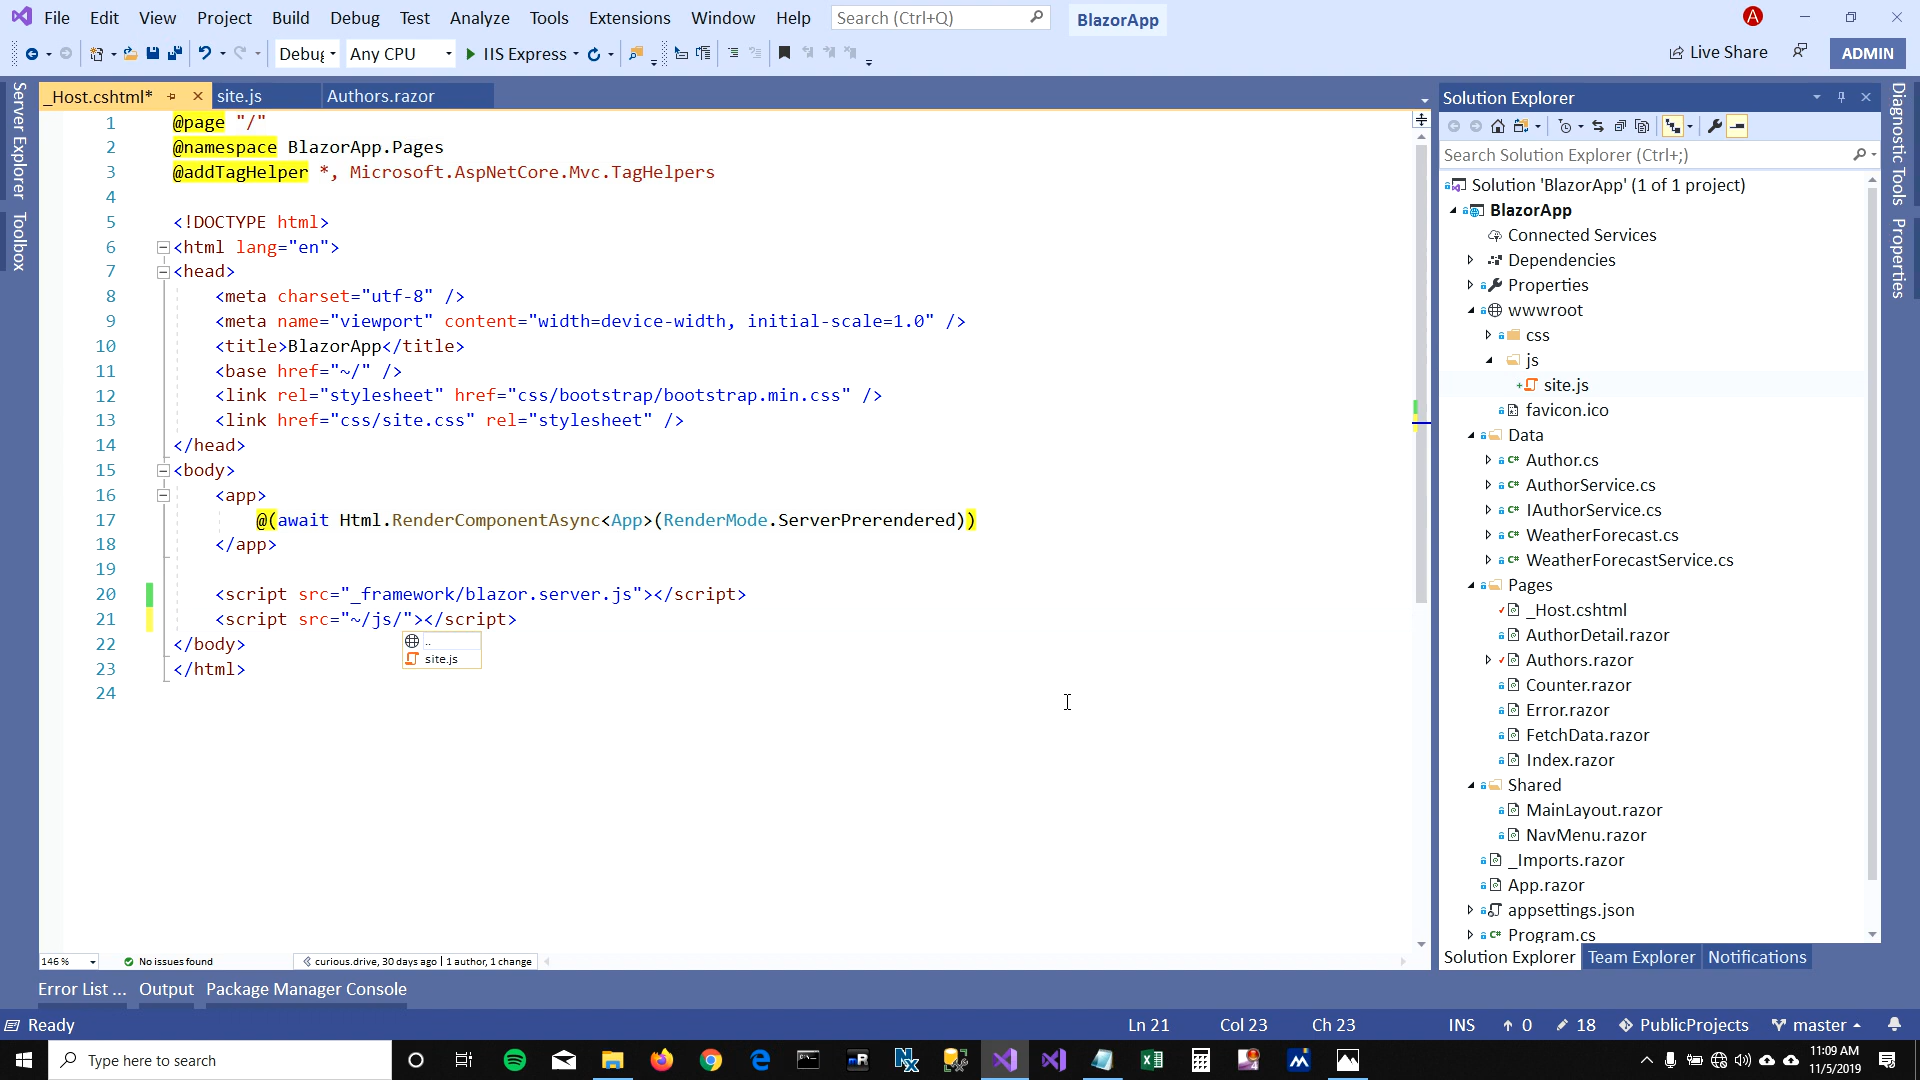 File Edit View Project Build Debug Test Analyze Tools Extensions Window Help Search (Ctrl+Q) BlazorApp A
Debug Any CPU IIS Express Live Share ADMIN
Server Explorer
Toolbox
_Host.cshtml* site.js Authors.razor
1 @page "/"
2 @namespace BlazorApp.Pages
3 @addTagHelper *, Microsoft.AspNetCore.Mvc.TagHelpers
4
5 <!DOCTYPE html>
6 <html lang="en">
7 <head>
8 <meta charset="utf-8" />
9 <meta name="viewport" content="width=device-width, initial-scale=1.0" />
10 <title>BlazorApp</title>
11 <base href="~/" />
12 <link rel="stylesheet" href="css/bootstrap/bootstrap.min.css" />
13 <link href="css/site.css" rel="stylesheet" />
14 </head>
15 <body>
16 <app>
17 @(await Html.RenderComponentAsync<App>(RenderMode.ServerPrerendered))
18 </app>
19
20 <script src="_framework/blazor.server.js"></script>
21 <script src="~/js/"></script>
..
site.js
22 </body>
23 </html>
24
146 % No issues found curious.drive, 30 days ago | 1 author, 1 change
Solution Explorer
Search Solution Explorer (Ctrl+;)
Solution 'BlazorApp' (1 of 1 project)
BlazorApp
Connected Services
Dependencies
Properties
wwwroot
css
js
site.js
favicon.ico
Data
Author.cs
AuthorService.cs
IAuthorService.cs
WeatherForecast.cs
WeatherForecastService.cs
Pages
_Host.cshtml
AuthorDetail.razor
Authors.razor
Counter.razor
Error.razor
FetchData.razor
Index.razor
Shared
MainLayout.razor
NavMenu.razor
_Imports.razor
App.razor
appsettings.json
Program.cs
Solution Explorer Team Explorer Notifications
Diagnostic Tools
Properties
Error List ... Output Package Manager Console
Ready Ln 21 Col 23 Ch 23 INS 0 18 PublicProjects master
Type here to search
11:09 AM
11/5/2019